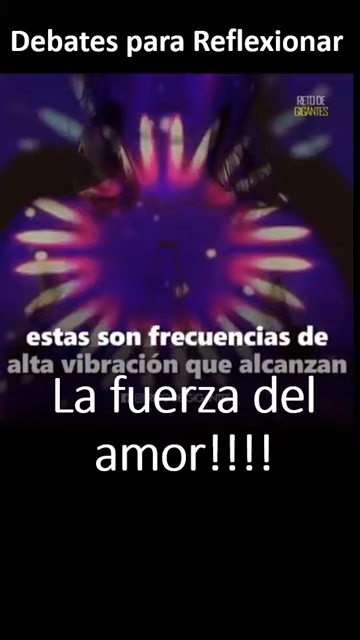 Debates para Reflexionar
RETO DE
GIGANTES
estas son frecuencias de
alta vibración que alcanzan
La fuerza del
amor!!!!